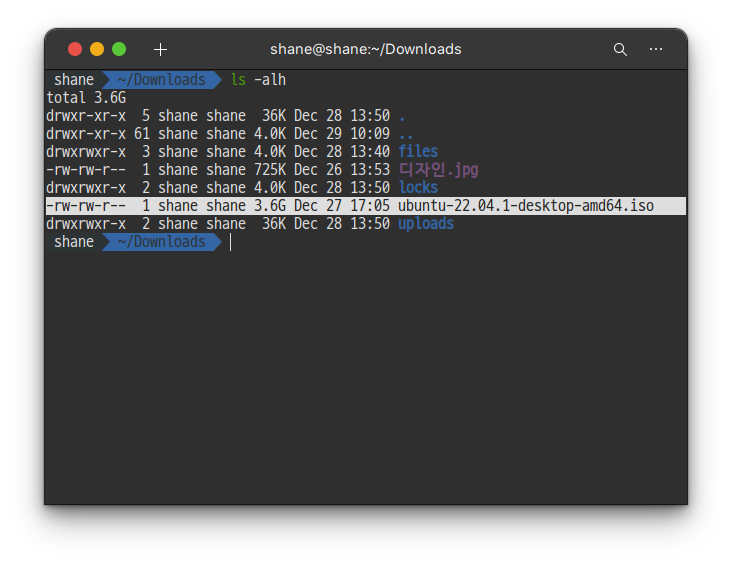 shane@shane:~/Downloads
shane ~/Downloads ls -alh
total 3.6G
drwxr-xr-x  5 shane shane  36K Dec 28 13:50 .
drwxr-xr-x 61 shane shane 4.0K Dec 29 10:09 ..
drwxrwxr-x  3 shane shane 4.0K Dec 28 13:40 files
-rw-rw-r--  1 shane shane 725K Dec 26 13:53 디자인.jpg
drwxrwxr-x  2 shane shane 4.0K Dec 28 13:50 locks
-rw-rw-r--  1 shane shane 3.6G Dec 27 17:05 ubuntu-22.04.1-desktop-amd64.iso
drwxrwxr-x  2 shane shane  36K Dec 28 13:50 uploads
shane ~/Downloads